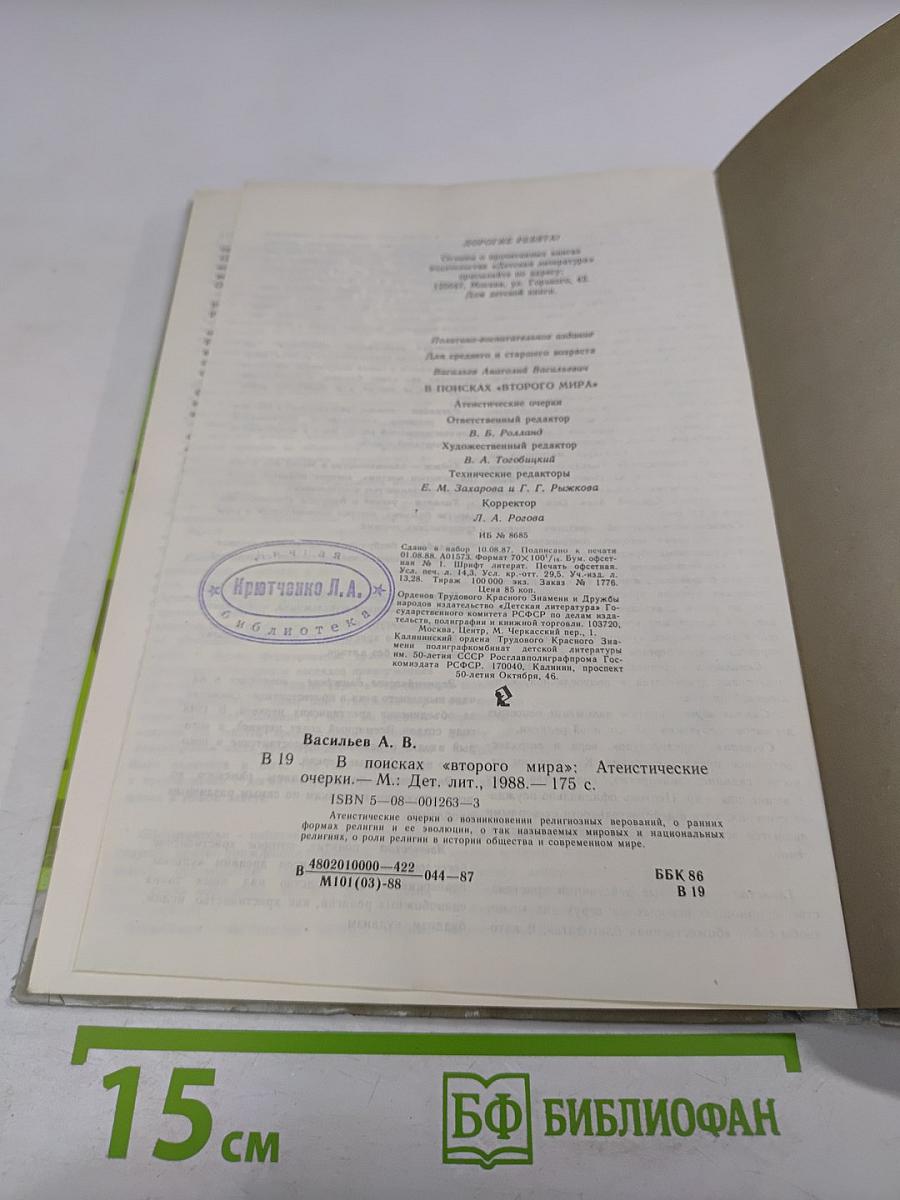 ДОРОГИЕ РЕБЯТА!
Отзывы о прочитанных книгах
издательства «Детская литература»
присылайте по адресу:
125047, Москва, ул. Горького, 43.
Дом детской книги.
Политико-воспитательное издание
Для среднего и старшего возраста
Васильев Анатолий Васильевич
В ПОИСКАХ «ВТОРОГО МИРА»
Атеистические очерки
Ответственный редактор
В. Б. Ролланд
Художественный редактор
В. А. Тогобицкий
Технические редакторы
Е. М. Захарова и Г. Г. Рыжкова
Корректор
Л. А. Рогова
ИБ № 8685
Сдано в набор 10.08.87. Подписано к печати
01.08.88. А01573. Формат 70×100¹/₁₆. Бум. офсет-
ная № 1. Шрифт литерат. Печать офсетная.
Усл. печ. л. 14,3. Усл. кр.-отт. 29,5. Уч.-изд. л.
13,28. Тираж 100 000 экз. Заказ № 1776.
Цена 85 коп.
Орденов Трудового Красного Знамени и Дружбы
народов издательство «Детская литература» Го-
сударственного комитета РСФСР по делам изда-
тельств, полиграфии и книжной торговли. 103720,
Москва, Центр, М. Черкасский пер., 1.
Калининский ордена Трудового Красного Зна-
мени полиграфкомбинат детской литературы
им. 50-летия СССР Росглавполиграфпрома Гос-
комиздата РСФСР. 170040, Калинин, проспект
50-летия Октября, 46.
Личная
Крютченко Л.А.
библиотека
Васильев А. В.
В 19 В поисках «второго мира»: Атеистические
очерки.— М.: Дет. лит., 1988.— 175 с.
ISBN 5—08—001263—3
Атеистические очерки о возникновении религиозных верований, о ранних
формах религии и ее эволюции, о так называемых мировых и национальных
религиях, о роли религии в истории общества и современном мире.
В 4802010000—422 044—87
М101(03)-88
ББК 86
В 19
15 см
БФ БИБЛИОФАН